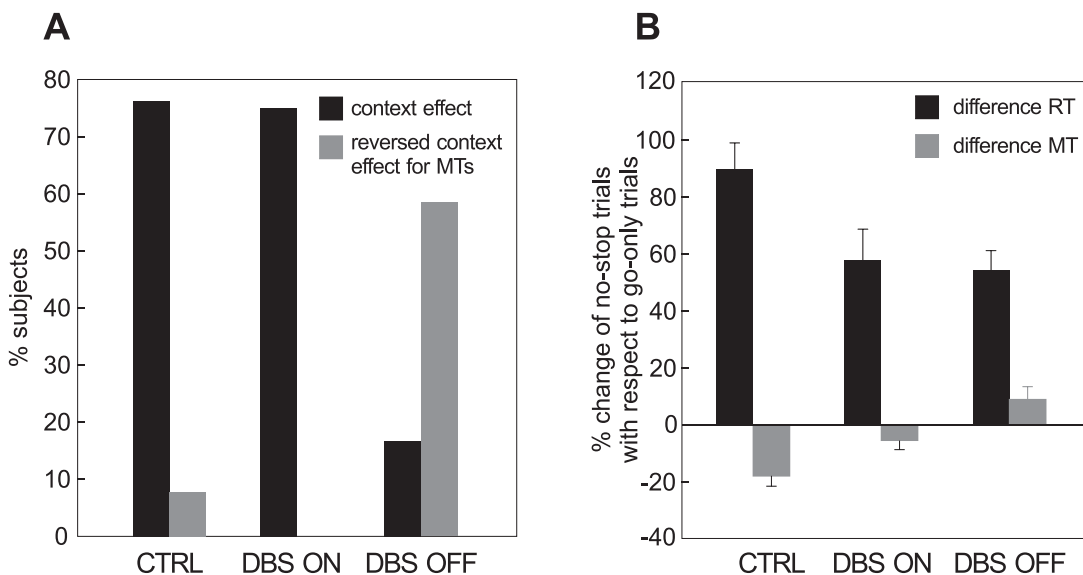 A
80
70
60
50
40
30
20
10
0
% subjects
context effect
reversed context
effect for MTs
CTRL
DBS ON
DBS OFF
B
120
100
80
60
40
20
0
-20
-40
% change of no-stop trials
with respect to go-only trials
difference RT
difference MT
CTRL
DBS ON
DBS OFF